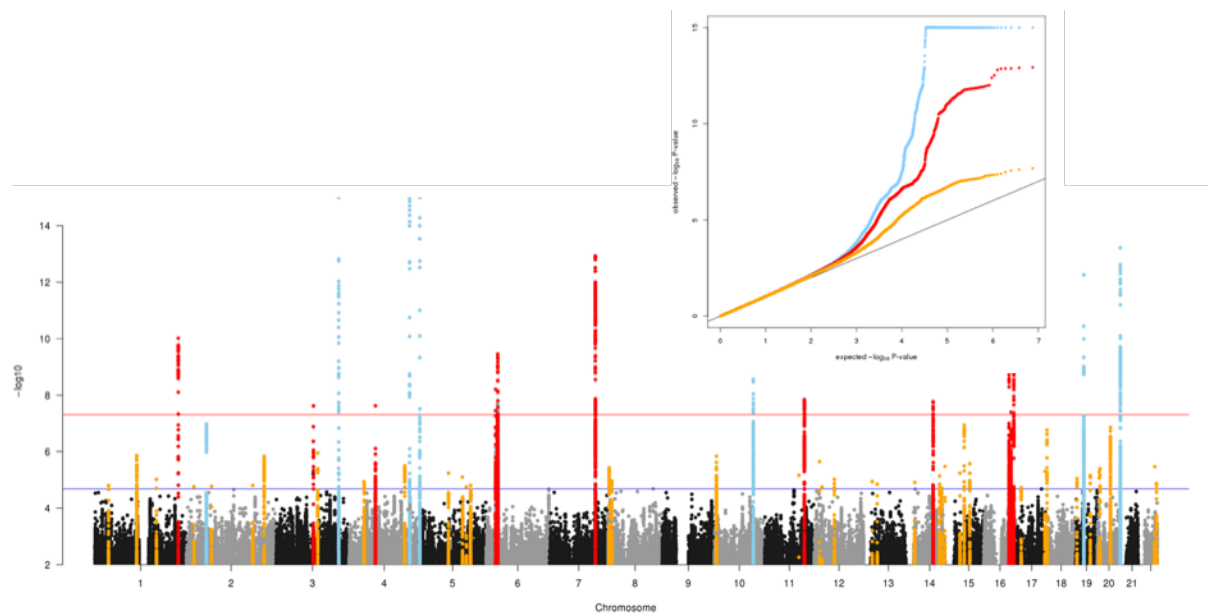 15
10
5
0
observed −log₁₀ P-value
0 1 2 3 4 5 6 7
expected −log₁₀ P-value
14
12
10
8
6
4
2
−log10
1 2 3 4 5 6 7 8 9 10 11 12 13 14 15 16 17 18 19 20 21
Chromosome